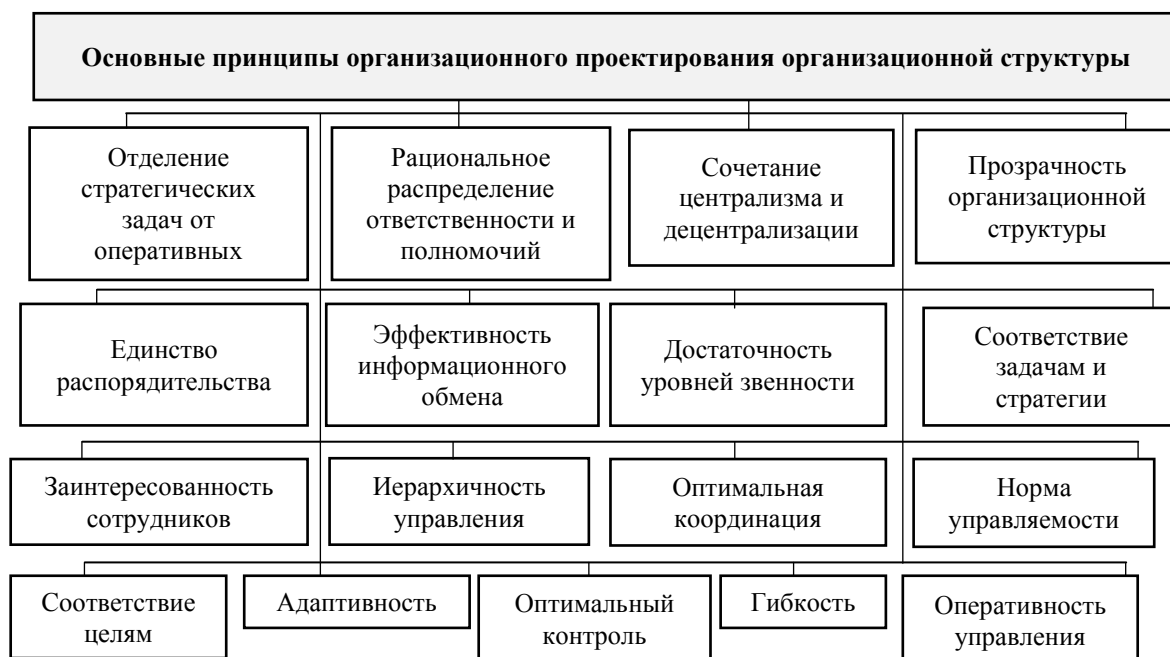 Основные принципы организационного проектирования организационной структуры
Отделение
стратегических
задач от
оперативных
Рациональное
распределение
ответственности и
полномочий
Сочетание
централизма и
децентрализации
Прозрачность
организационной
структуры
Единство
распорядительства
Эффективность
информационного
обмена
Достаточность
уровней звенности
Соответствие
задачам и
стратегии
Заинтересованность
сотрудников
Иерархичность
управления
Оптимальная
координация
Норма
управляемости
Соответствие
целям
Адаптивность
Оптимальный
контроль
Гибкость
Оперативность
управления